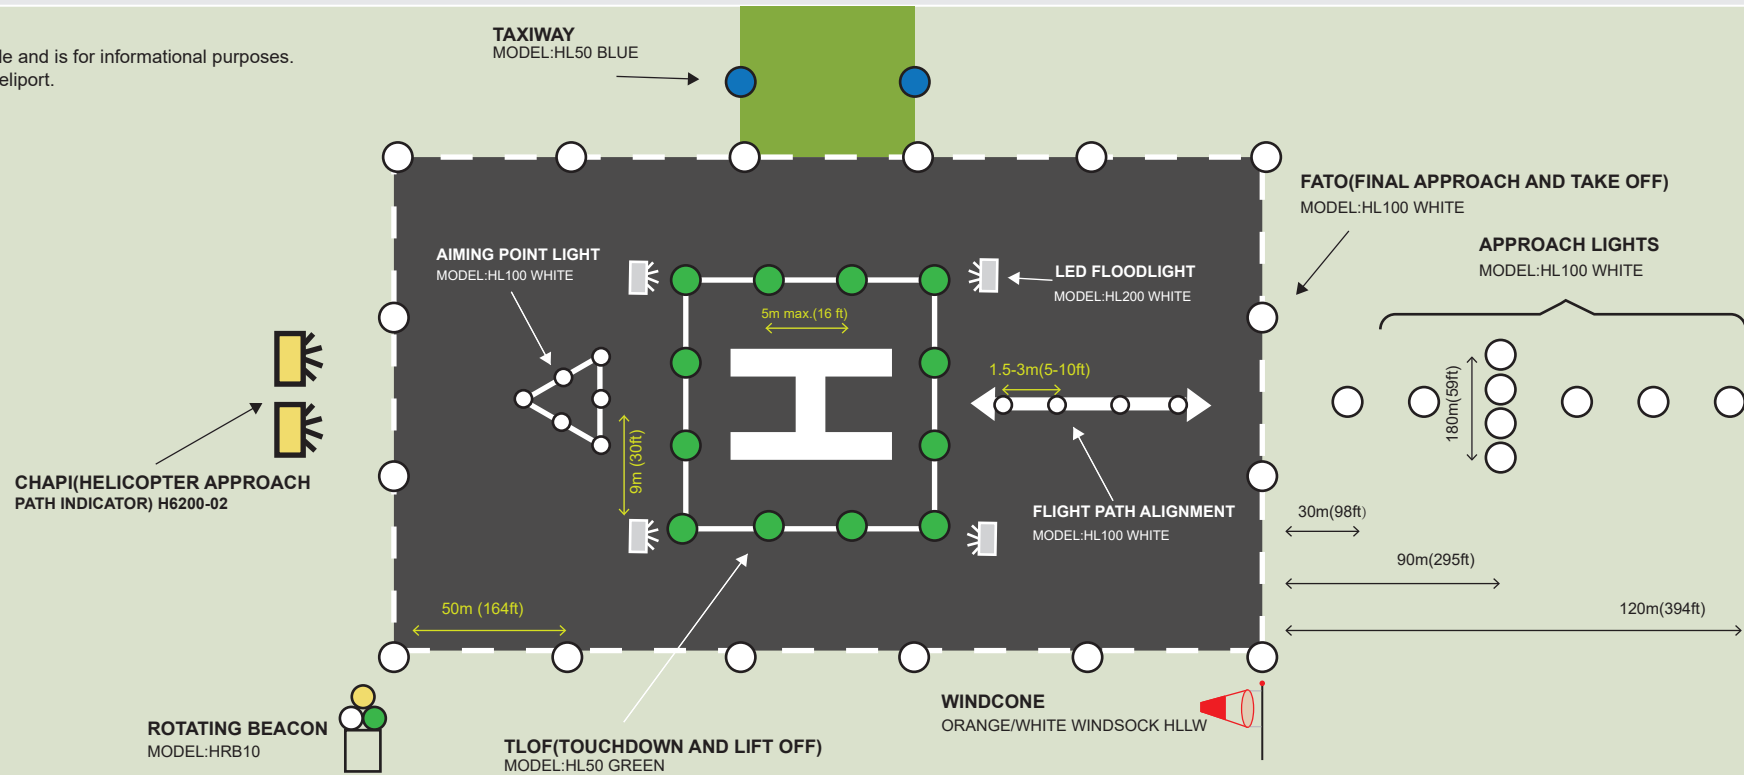 le and is for informational purposes.
eliport.
TAXIWAY
MODEL:HL50 BLUE
FATO(FINAL APPROACH AND TAKE OFF)
MODEL:HL100 WHITE
APPROACH LIGHTS
MODEL:HL100 WHITE
AIMING POINT LIGHT
MODEL:HL100 WHITE
LED FLOODLIGHT
MODEL:HL200 WHITE
5m max.(16 ft)
H
1.5-3m(5-10ft)
180m(59ft)
9m (30ft)
CHAPI(HELICOPTER APPROACH
PATH INDICATOR) H6200-02
FLIGHT PATH ALIGNMENT
MODEL:HL100 WHITE
30m(98ft)
90m(295ft)
50m (164ft)
120m(394ft)
ROTATING BEACON
MODEL:HRB10
TLOF(TOUCHDOWN AND LIFT OFF)
MODEL:HL50 GREEN
WINDCONE
ORANGE/WHITE WINDSOCK HLLW